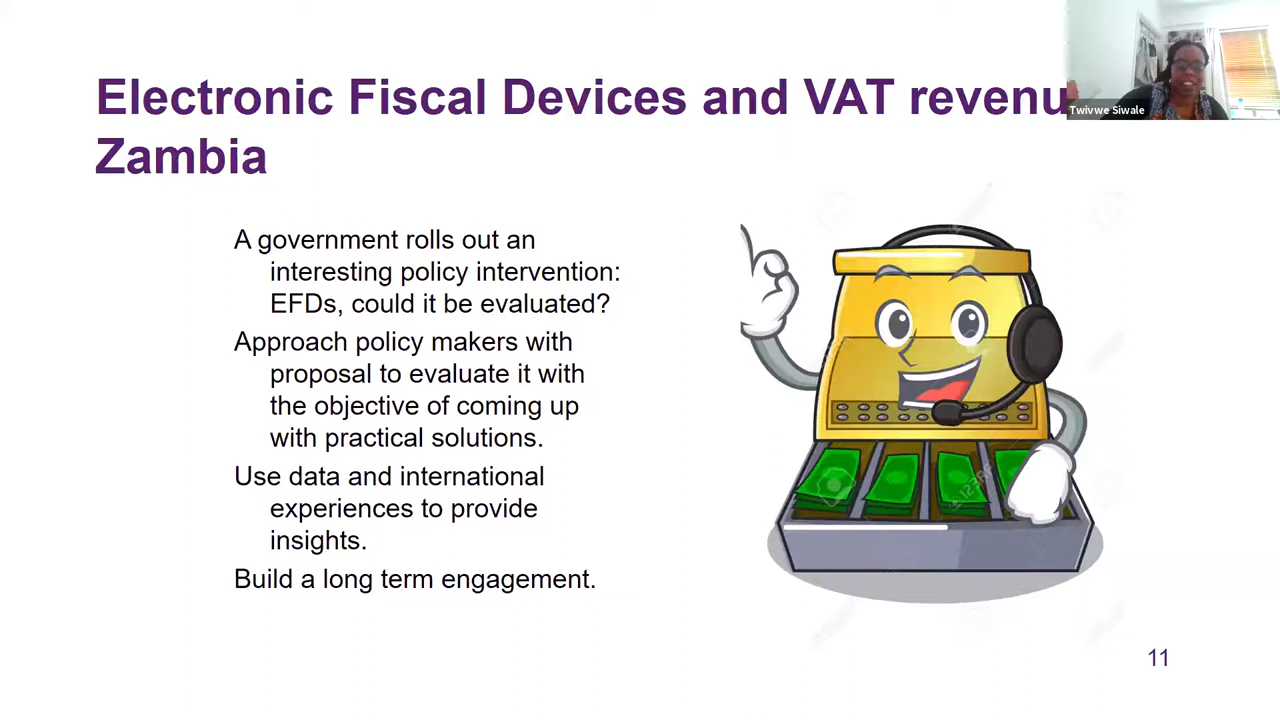 Electronic Fiscal Devices and VAT revenu
Zambia
Twivwe Siwale
A government rolls out an
interesting policy intervention:
EFDs, could it be evaluated?
Approach policy makers with
proposal to evaluate it with
the objective of coming up
with practical solutions.
Use data and international
experiences to provide
insights.
Build a long term engagement.
11